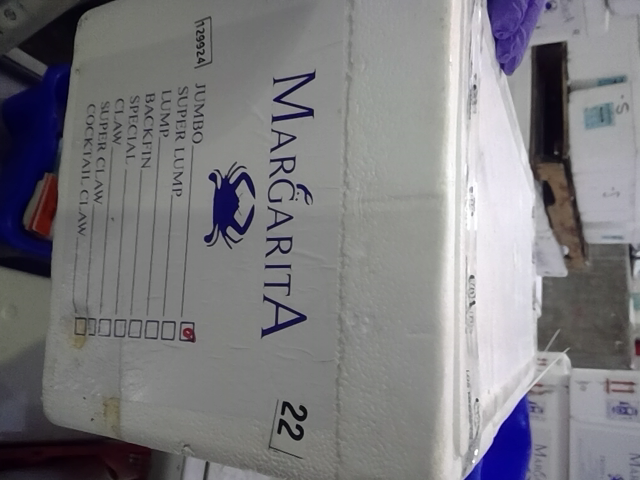 129924
MARGARITA
JUMBO
SUPER LUMP
LUMP
BACKFIN
SPECIAL
CLAW
SUPER CLAW
COCKTAIL CLAW
22